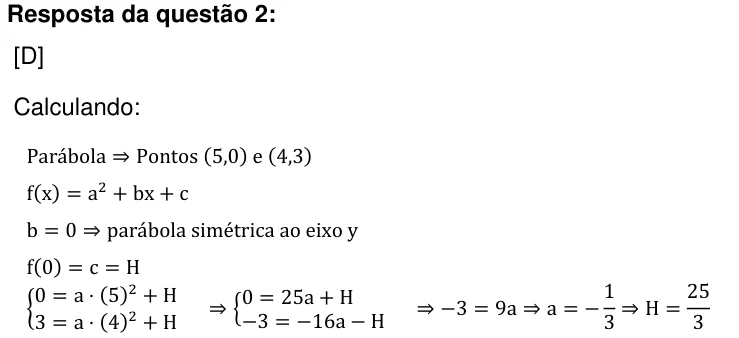 Resposta da questão 2:
[D]
Calculando:
Parábola ⇒ Pontos (5,0) e (4,3)
f(x) = a² + bx + c
b = 0 ⇒ parábola simétrica ao eixo y
f(0) = c = H
{0 = a · (5)² + H ⇒ {0 = 25a + H ⇒ −3 = 9a ⇒ a = −1/3 ⇒ H = 25/3
{3 = a · (4)² + H {−3 = −16a − H